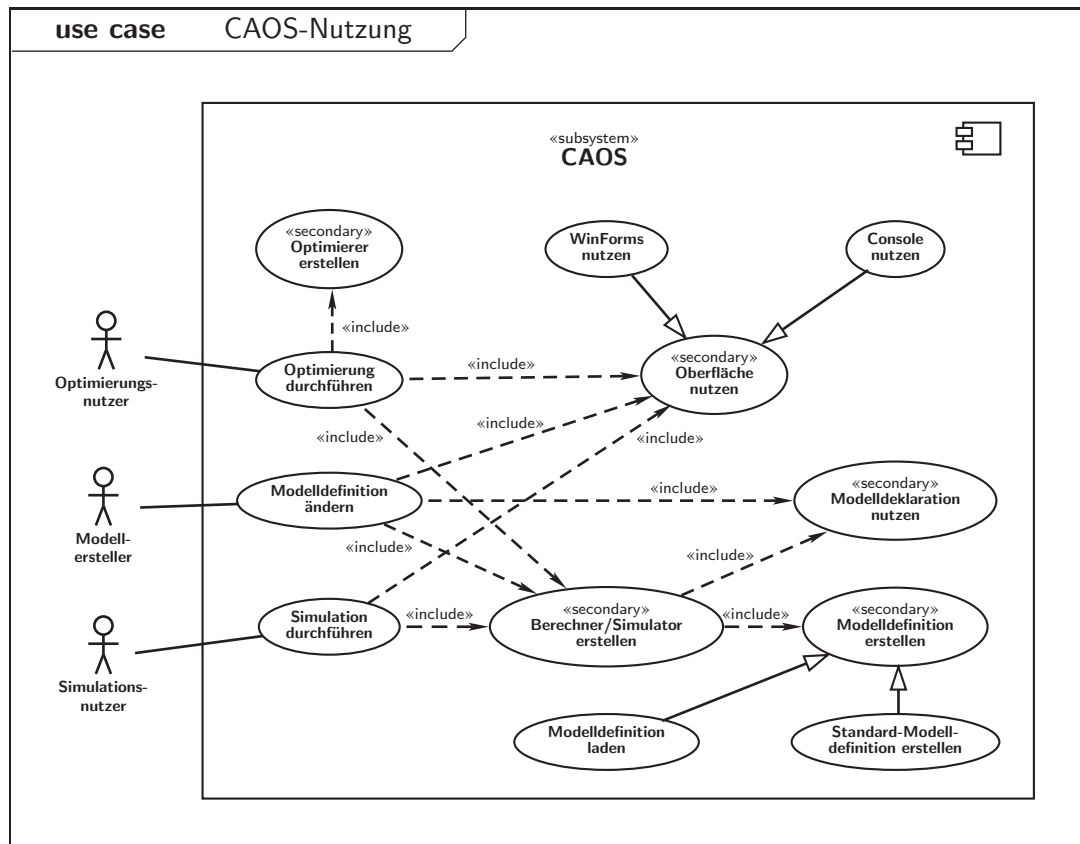 use case CAOS-Nutzung
«subsystem»
CAOS
«secondary»
Optimierer
erstellen
WinForms
nutzen
Console
nutzen
«include»
Optimierungs-
nutzer
Optimierung
durchführen
«include»
«secondary»
Oberfläche
nutzen
«include»
«include»
«include»
Modell-
ersteller
Modelldefinition
ändern
«include»
«secondary»
Modelldeklaration
nutzen
«include»
«include»
Simulations-
nutzer
Simulation
durchführen
«include»
«secondary»
Berechner/Simulator
erstellen
«include»
«secondary»
Modelldefinition
erstellen
Modelldefinition
laden
Standard-Modell-
definition erstellen